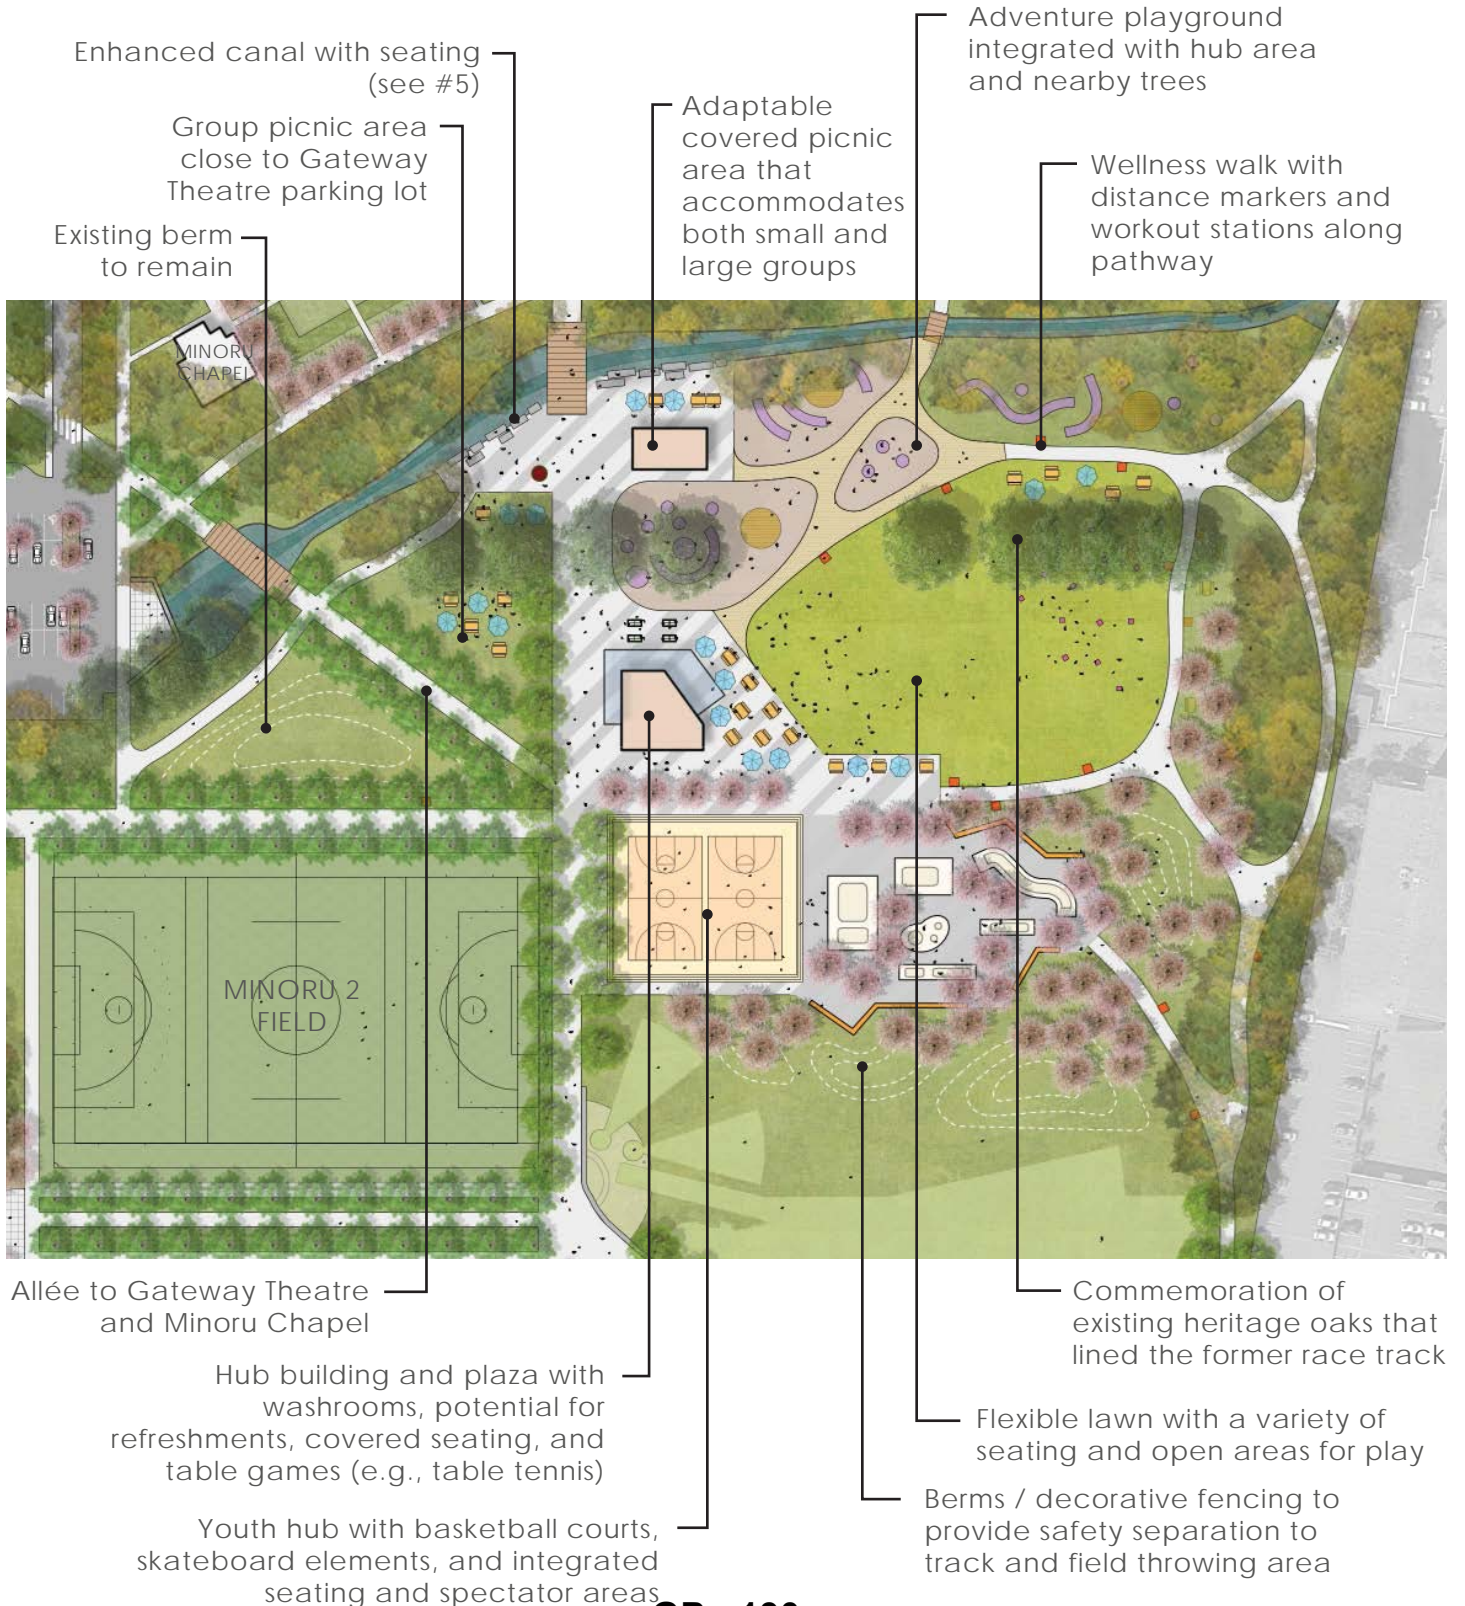 Adventure playground
integrated with hub area
and nearby trees
Enhanced canal with seating
(see #5)
Adaptable
covered picnic
area that
accommodates
both small and
large groups
Group picnic area
close to Gateway
Theatre parking lot
Wellness walk with
distance markers and
workout stations along
pathway
Existing berm
to remain
MINORU
CHAPEL
MINORU 2
FIELD
Allée to Gateway Theatre
and Minoru Chapel
Commemoration of
existing heritage oaks that
lined the former race track
Hub building and plaza with
washrooms, potential for
refreshments, covered seating, and
table games (e.g., table tennis)
Flexible lawn with a variety of
seating and open areas for play
Berms / decorative fencing to
provide safety separation to
track and field throwing area
Youth hub with basketball courts,
skateboard elements, and integrated
seating and spectator areas